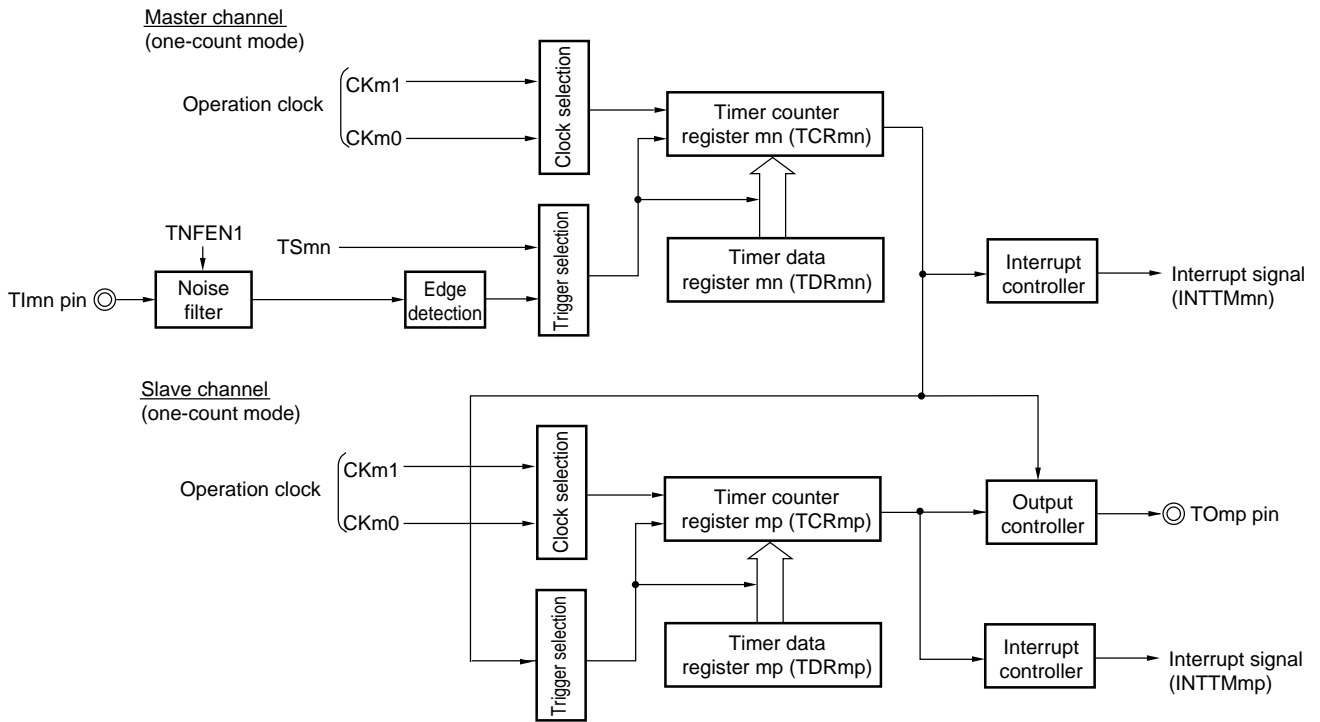 Master channel
(one-count mode)
Operation clock
CKm1
CKm0
Clock selection
Timer counter
register mn (TCRmn)
TNFEN1
TSmn
TImn pin
Noise
filter
Edge
detection
Trigger selection
Timer data
register mn (TDRmn)
Interrupt
controller
Interrupt signal
(INTTMmn)
Slave channel
(one-count mode)
Operation clock
CKm1
CKm0
Clock selection
Timer counter
register mp (TCRmp)
Output
controller
TOmp pin
Trigger selection
Timer data
register mp (TDRmp)
Interrupt
controller
Interrupt signal
(INTTMmp)